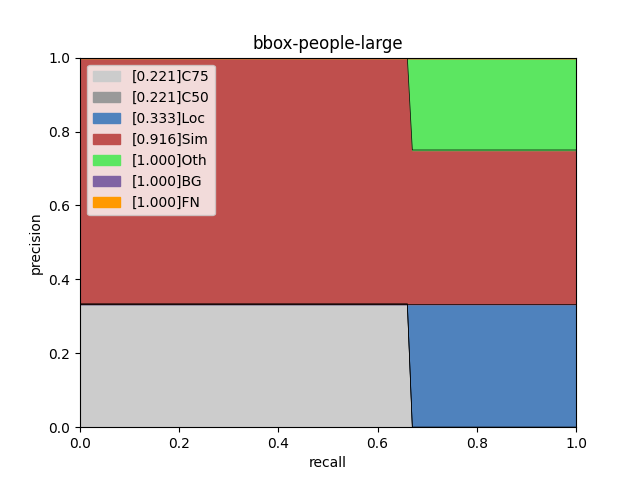 bbox-people-large
1.0
0.8
0.6
0.4
0.2
0.0
precision
[0.221]C75
[0.221]C50
[0.333]Loc
[0.916]Sim
[1.000]Oth
[1.000]BG
[1.000]FN
0.0 0.2 0.4 0.6 0.8 1.0
recall